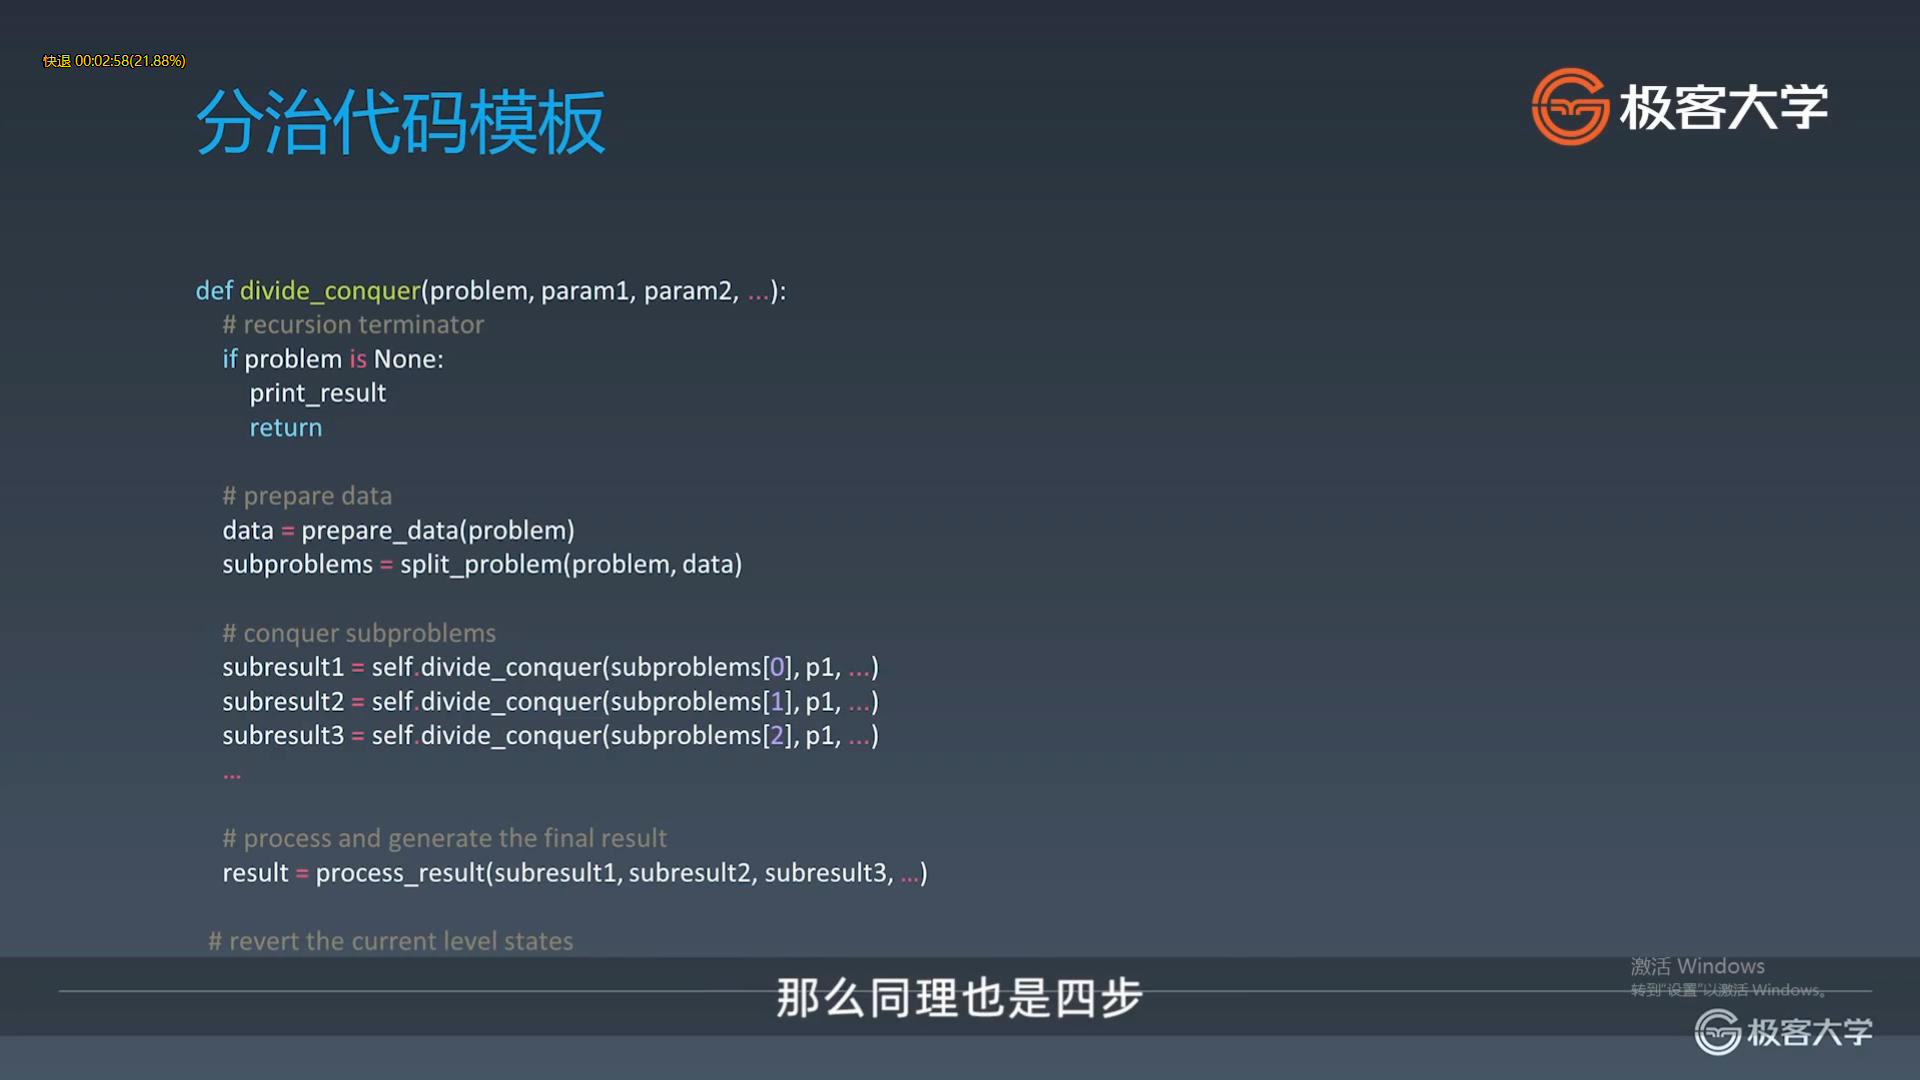 快退 00:02:58(21.88%)
分治代码模板
极客大学
def divide_conquer(problem, param1, param2, ...):
# recursion terminator
if problem is None:
print_result
return
# prepare data
data = prepare_data(problem)
subproblems = split_problem(problem, data)
# conquer subproblems
subresult1 = self.divide_conquer(subproblems[0], p1, ...)
subresult2 = self.divide_conquer(subproblems[1], p1, ...)
subresult3 = self.divide_conquer(subproblems[2], p1, ...)
...
# process and generate the final result
result = process_result(subresult1, subresult2, subresult3, ...)
# revert the current level states
那么同理也是四步
激活 Windows
转到“设置”以激活 Windows。
极客大学